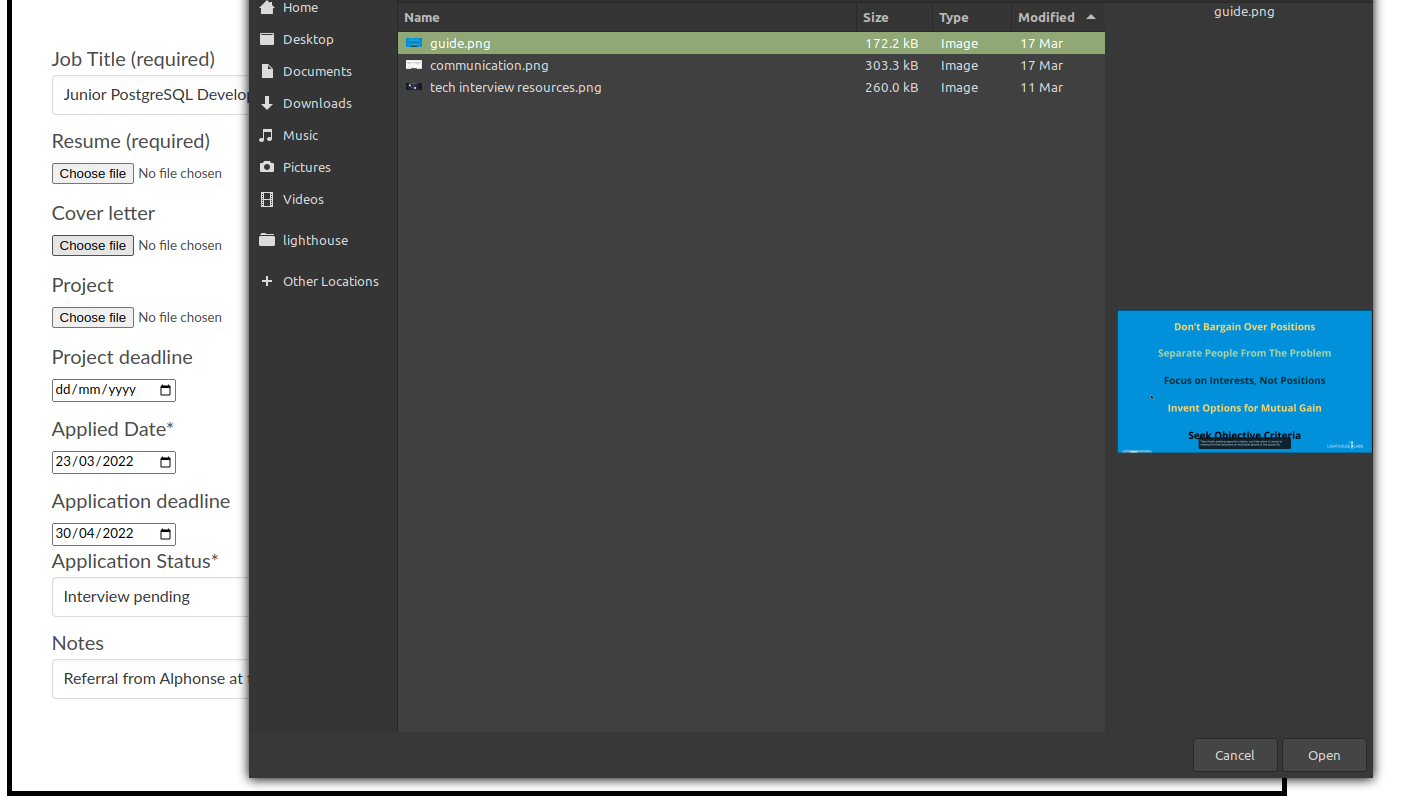 Job Title (required)
Junior PostgreSQL Develop
Resume (required)
Choose file No file chosen
Cover letter
Choose file No file chosen
Project
Choose file No file chosen
Project deadline
dd/mm/yyyy
Applied Date*
23/03/2022
Application deadline
30/04/2022
Application Status*
Interview pending
Notes
Referral from Alphonse at
Home
Desktop
Documents
Downloads
Music
Pictures
Videos
lighthouse
Other Locations
Name Size Type Modified
guide.png 172.2 kB Image 17 Mar
communication.png 303.3 kB Image 17 Mar
tech interview resources.png 260.0 kB Image 11 Mar
guide.png
Don't Bargain Over Positions
Separate People From The Problem
Focus on Interests, Not Positions
Invent Options for Mutual Gain
Seek Objective Criteria
LIGHTHOUSE LABS
Cancel Open